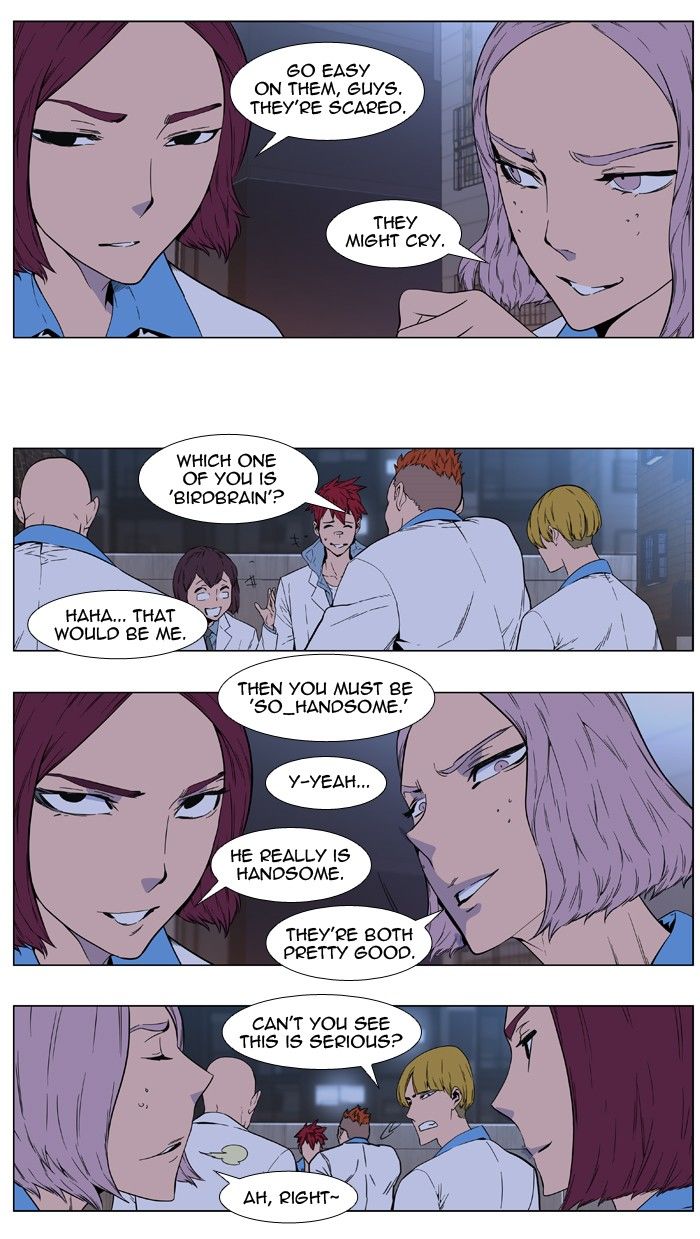 GO EASY
ON THEM, GUYS.
THEY'RE SCARED.
THEY
MIGHT CRY.
WHICH ONE
OF YOU IS
'BIRDBRAIN'?
HAHA... THAT
WOULD BE ME.
THEN YOU MUST BE
'SO_HANDSOME.'
Y-YEAH...
HE REALLY IS
HANDSOME.
THEY'RE BOTH
PRETTY GOOD.
CAN'T YOU SEE
THIS IS SERIOUS?
AH, RIGHT~